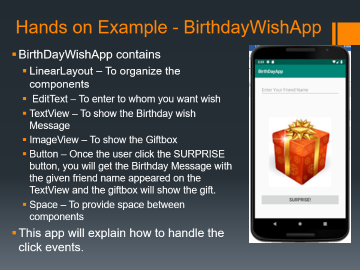 Hands on Example - BirthdayWishApp
BirthDayWishApp contains
LinearLayout – To organize the
components
EditText – To enter to whom you want wish
TextView – To show the Birthday wish
Message
ImageView – To show the Giftbox
Button – Once the user click the SURPRISE
button, you will get the Birthday Message with
the given friend name appeared on the
TextView and the giftbox will show the gift.
Space – To provide space between
components
This app will explain how to handle the
click events.
BirthDayApp
Enter Your Friend Name
SURPRISE!